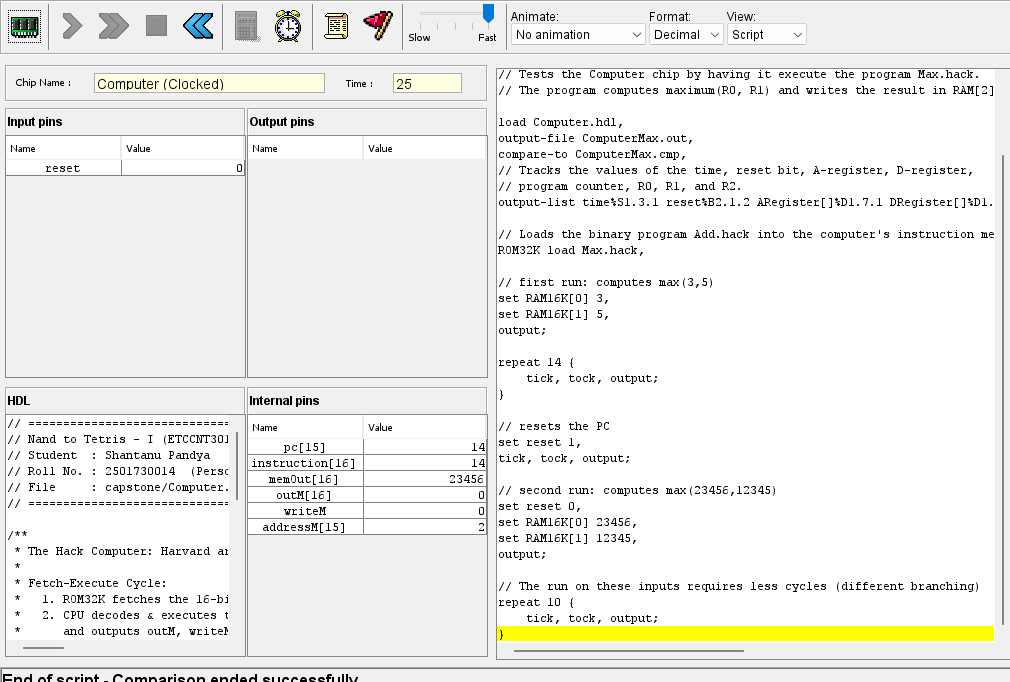 Slow
Fast
Animate:
No animation
Format:
Decimal
View:
Script
Chip Name :
Computer (Clocked)
Time :
25
Input pins
Name Value
reset 0
Output pins
Name Value
HDL
// ================================
// Nand to Tetris - I (ETCCNT301
// Student  : Shantanu Pandya
// Roll No. : 2501730014  (Perso
// File     : capstone/Computer.
// ================================
/**
* The Hack Computer: Harvard ar
*
* Fetch-Execute Cycle:
*   1. ROM32K fetches the 16-bi
*   2. CPU decodes & executes t
*      and outputs outM, writeM
Internal pins
Name Value
pc[15] 14
instruction[16] 14
memOut[16] 23456
outM[16] 0
writeM 0
addressM[15] 2
// Tests the Computer chip by having it execute the program Max.hack.
// The program computes maximum(R0, R1) and writes the result in RAM[2]
load Computer.hdl,
output-file ComputerMax.out,
compare-to ComputerMax.cmp,
// Tracks the values of the time, reset bit, A-register, D-register,
// program counter, R0, R1, and R2.
output-list time%S1.3.1 reset%B2.1.2 ARegister[]%D1.7.1 DRegister[]%D1.
// Loads the binary program Add.hack into the computer's instruction me
ROM32K load Max.hack,
// first run: computes max(3,5)
set RAM16K[0] 3,
set RAM16K[1] 5,
output;
repeat 14 {
tick, tock, output;
}
// resets the PC
set reset 1,
tick, tock, output;
// second run: computes max(23456,12345)
set reset 0,
set RAM16K[0] 23456,
set RAM16K[1] 12345,
output;
// The run on these inputs requires less cycles (different branching)
repeat 10 {
tick, tock, output;
}
End of script - Comparison ended successfully